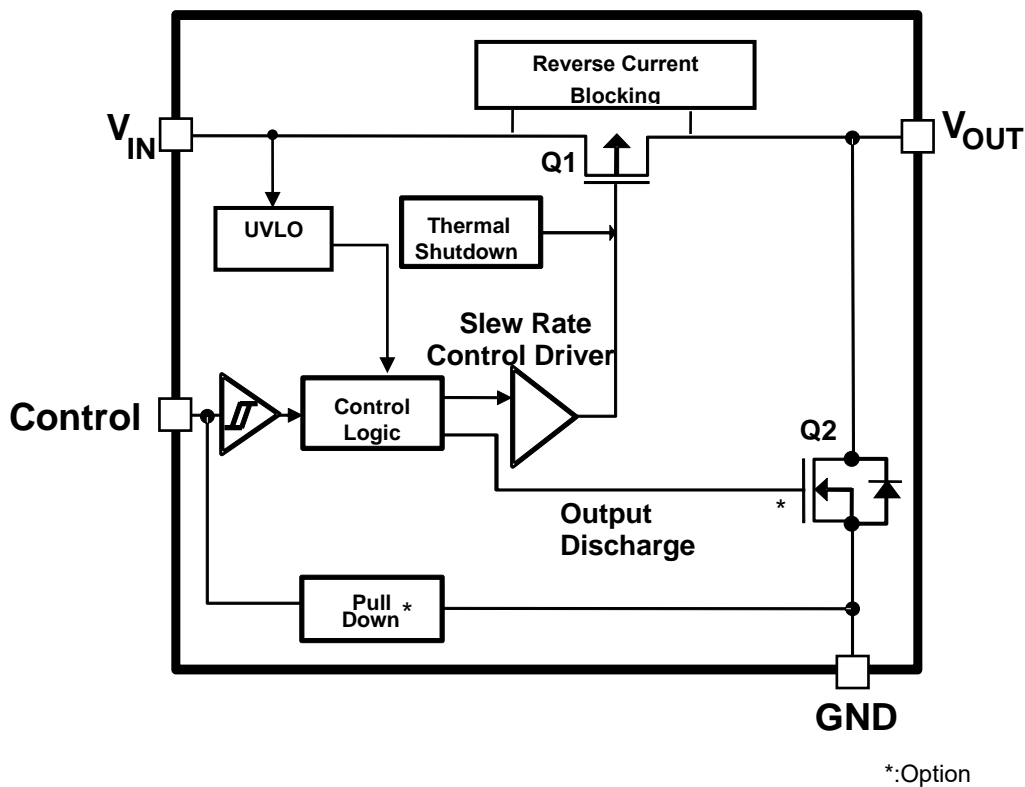 Reverse Current
Blocking
VIN
VOUT
Q1
UVLO
Thermal
Shutdown
Slew Rate
Control Driver
Control
Control
Logic
Q2
*
Output
Discharge
Pull
Down *
GND
*:Option